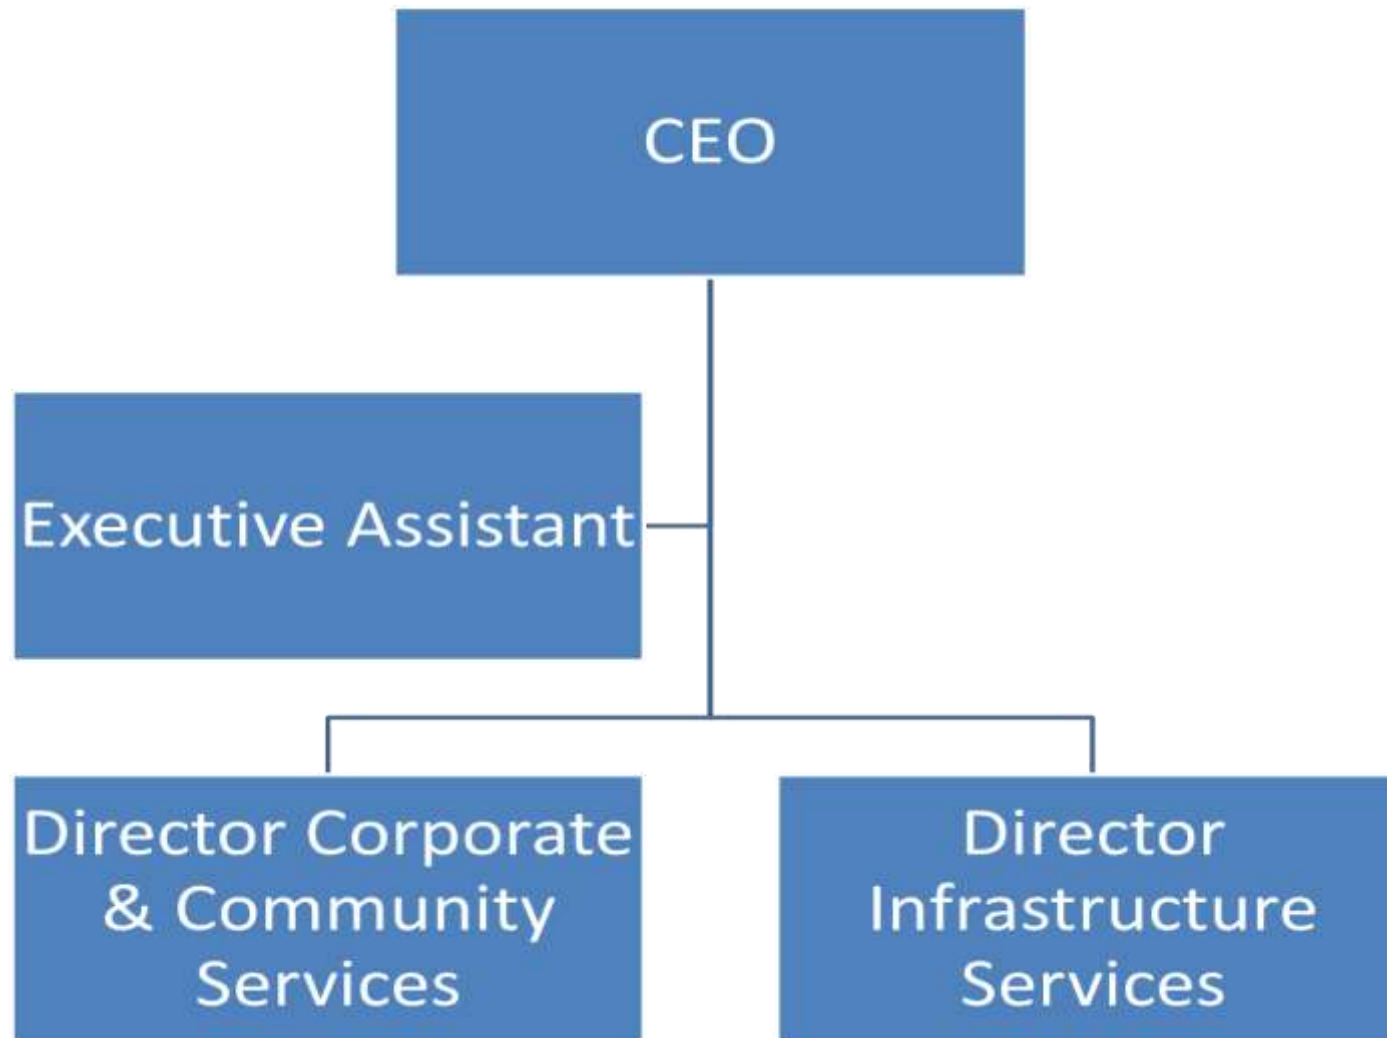 CEO
Executive Assistant
Director Corporate
& Community
Services
Director
Infrastructure
Services